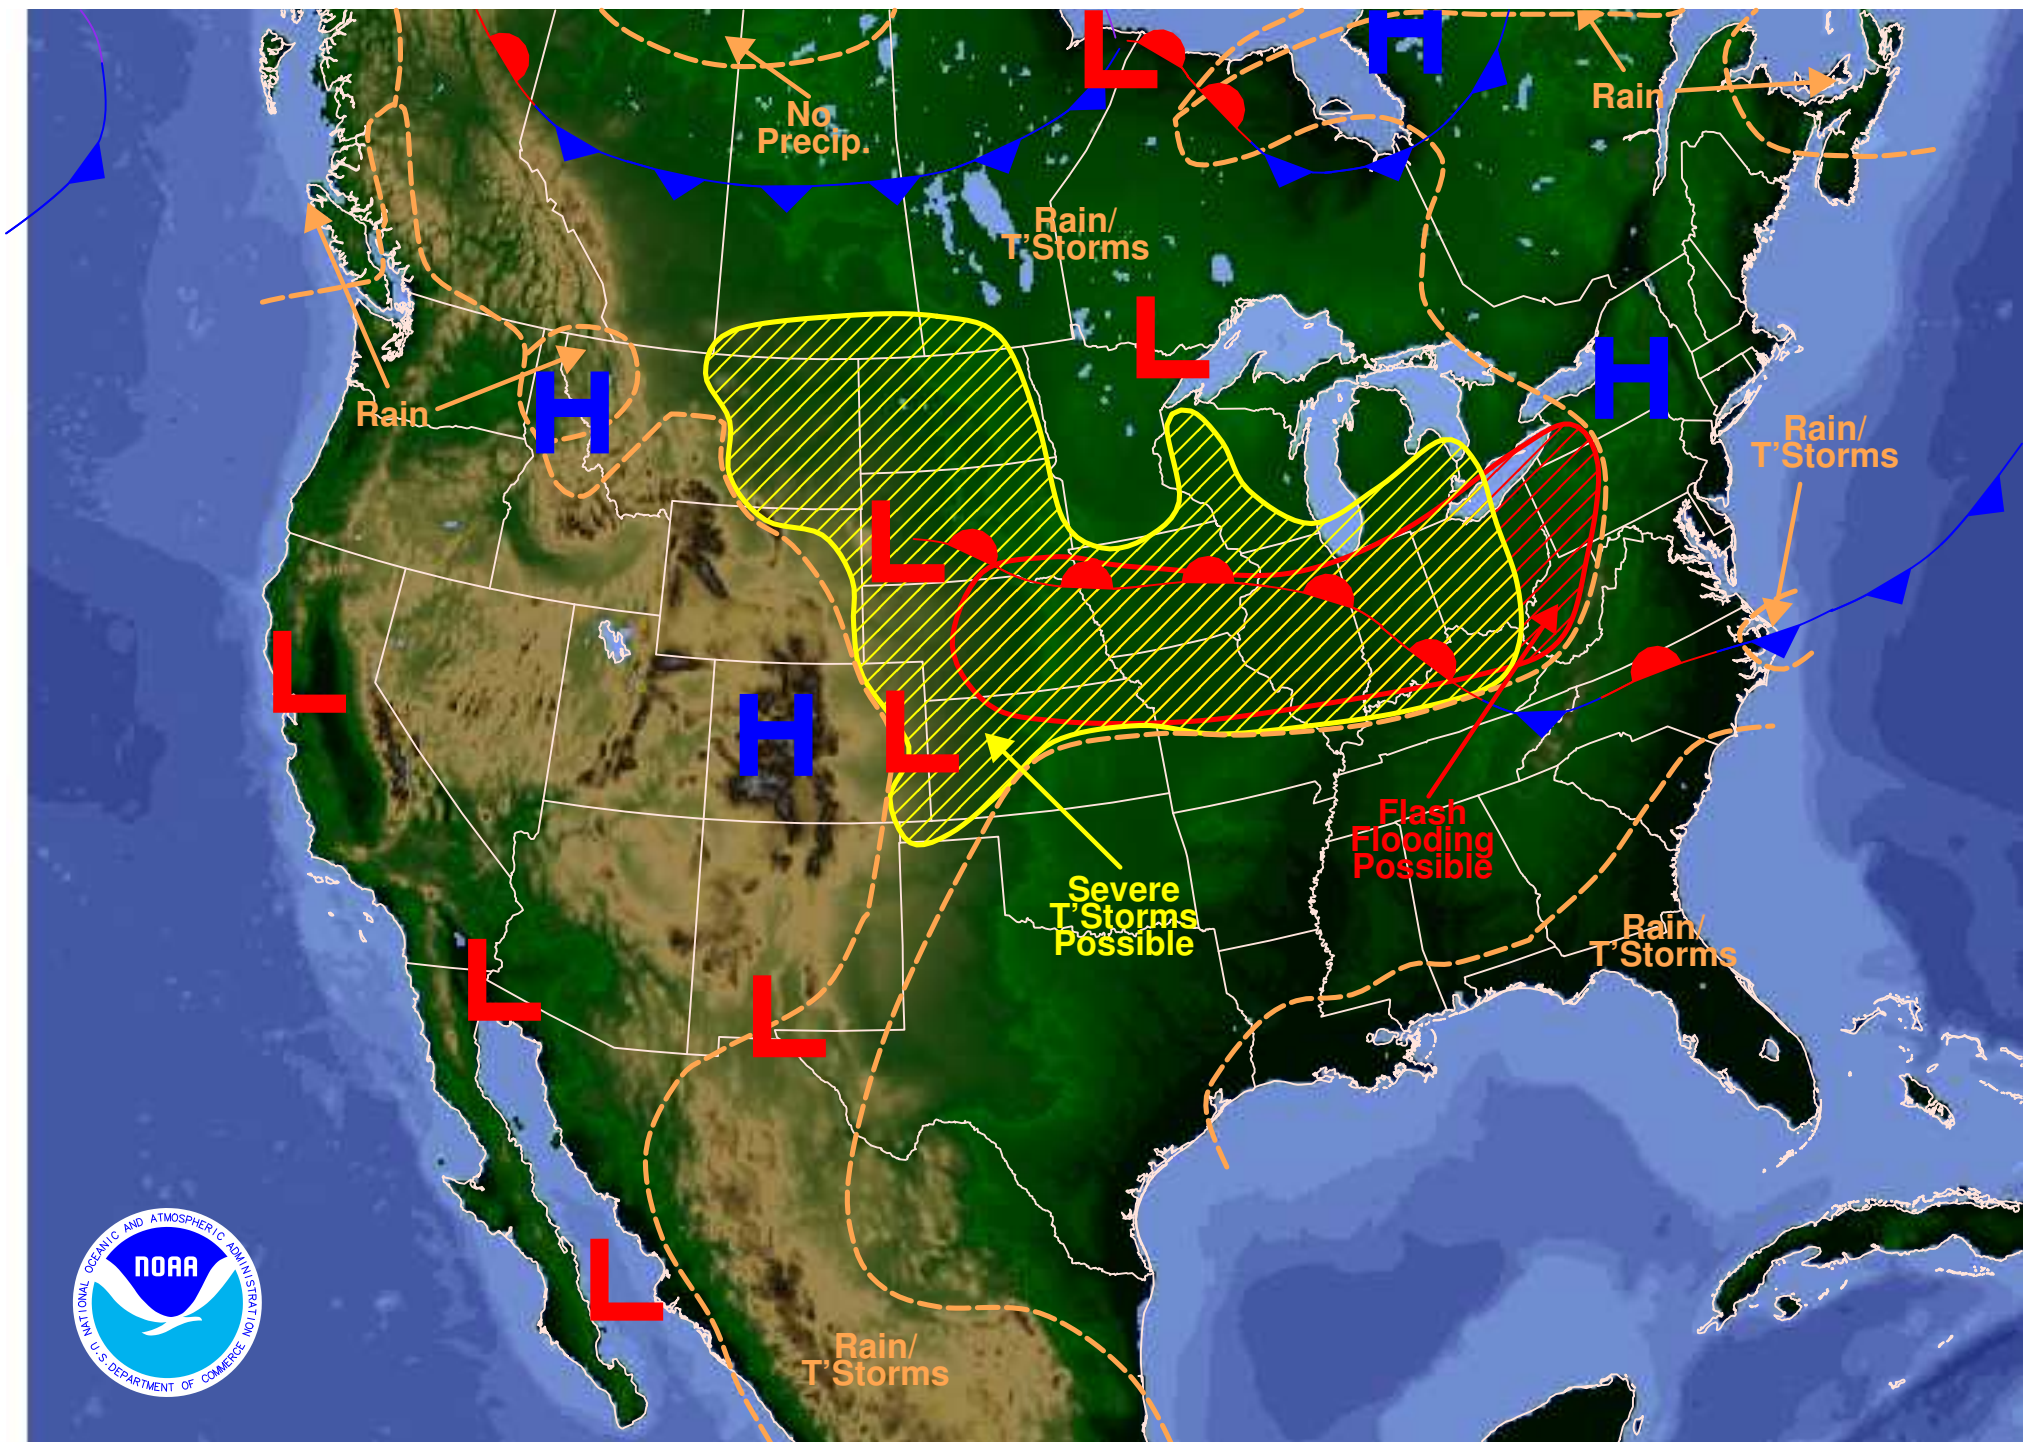 L
H
No
Precip.
Rain
Rain/
T'Storms
L
H
Rain
H
Rain/
T'Storms
L
L
H
L
Flash
Flooding
Possible
Severe
T'Storms
Possible
Rain/
T'Storms
L
L
L
Rain/
T'Storms
NATIONAL OCEANIC AND ATMOSPHERIC ADMINISTRATION
NOAA
U.S. DEPARTMENT OF COMMERCE